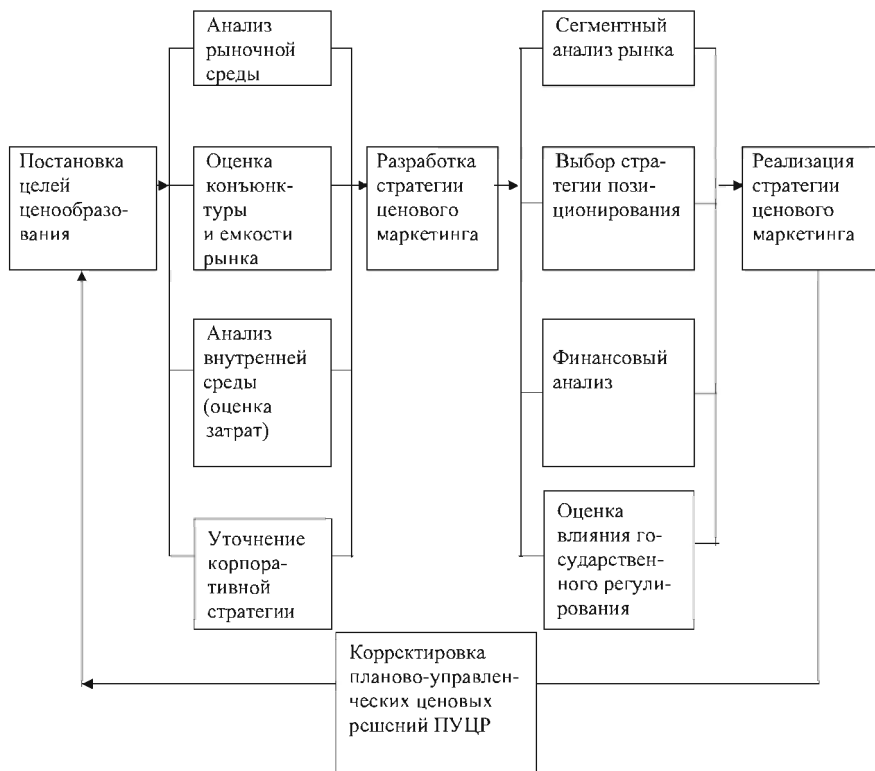 Постановка
целей
ценообразо-
вания
Анализ
рыночной
среды
Оценка
конъюнк-
туры
и емкости
рынка
Анализ
внутренней
среды
(оценка
затрат)
Уточнение
корпора-
тивной
стратегии
Разработка
стратегии
ценового
маркетинга
Сегментный
анализ рынка
Выбор стра-
тегии пози-
ционирования
Финансовый
анализ
Оценка
влияния го-
сударствен-
ного регули-
рования
Реализация
стратегии
ценового
маркетинга
Корректировка
планово-управлен-
ческих ценовых
решений ПУЦР